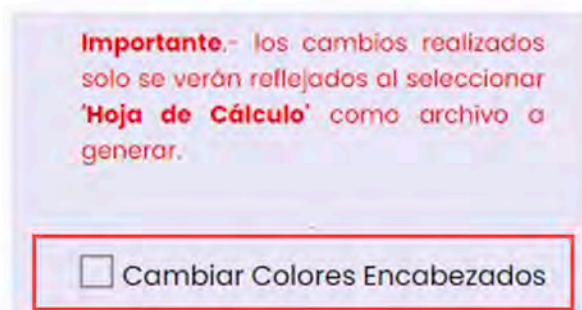 Importante.- los cambios realizados
solo se verán reflejados al seleccionar
'Hoja de Cálculo' como archivo a
generar.
Cambiar Colores Encabezados